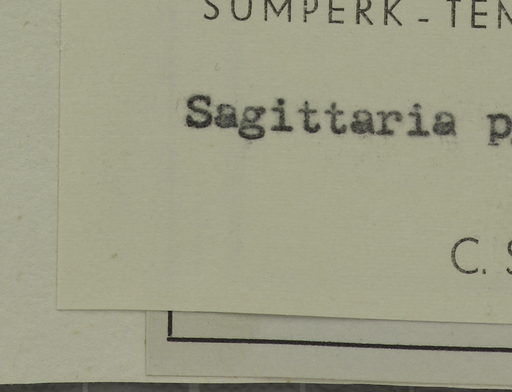 SUMPERK - TEN
Sagittaria p
C. S